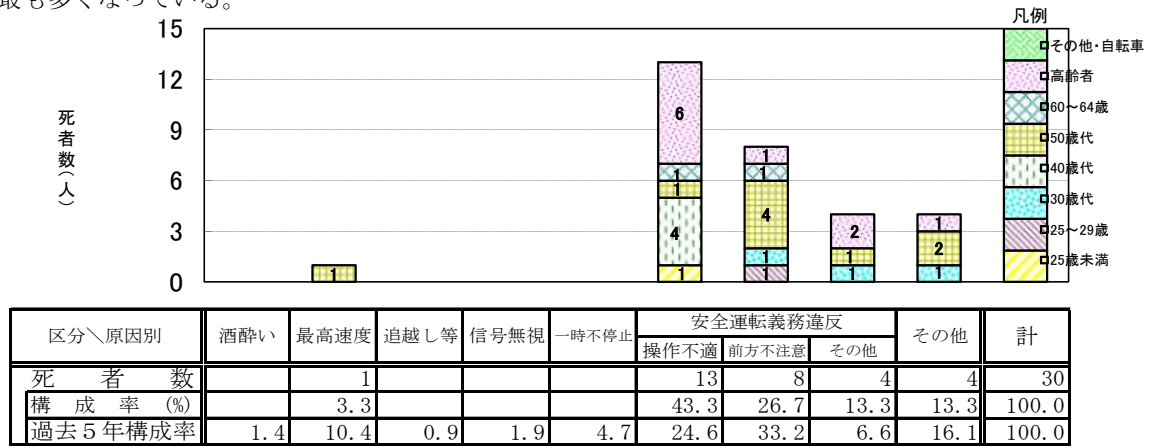 最も多くなっている。
凡例
15
12
9
6
3
0
死者数(人)
1
1
4
1
1
6
1
1
4
1
1
1
1
2
1
2
1
その他・自転車
高齢者
60~64歳
50歳代
40歳代
30歳代
25~29歳
25歳未満
区分＼原因別 酒酔い 最高速度 追越し等 信号無視 一時不停止 安全運転義務違反 その他 計
操作不適 前方不注意 その他
死者数 1 13 8 4 4 30
構成率 (%) 3.3 43.3 26.7 13.3 13.3 100.0
過去5年構成率 1.4 10.4 0.9 1.9 4.7 24.6 33.2 6.6 16.1 100.0